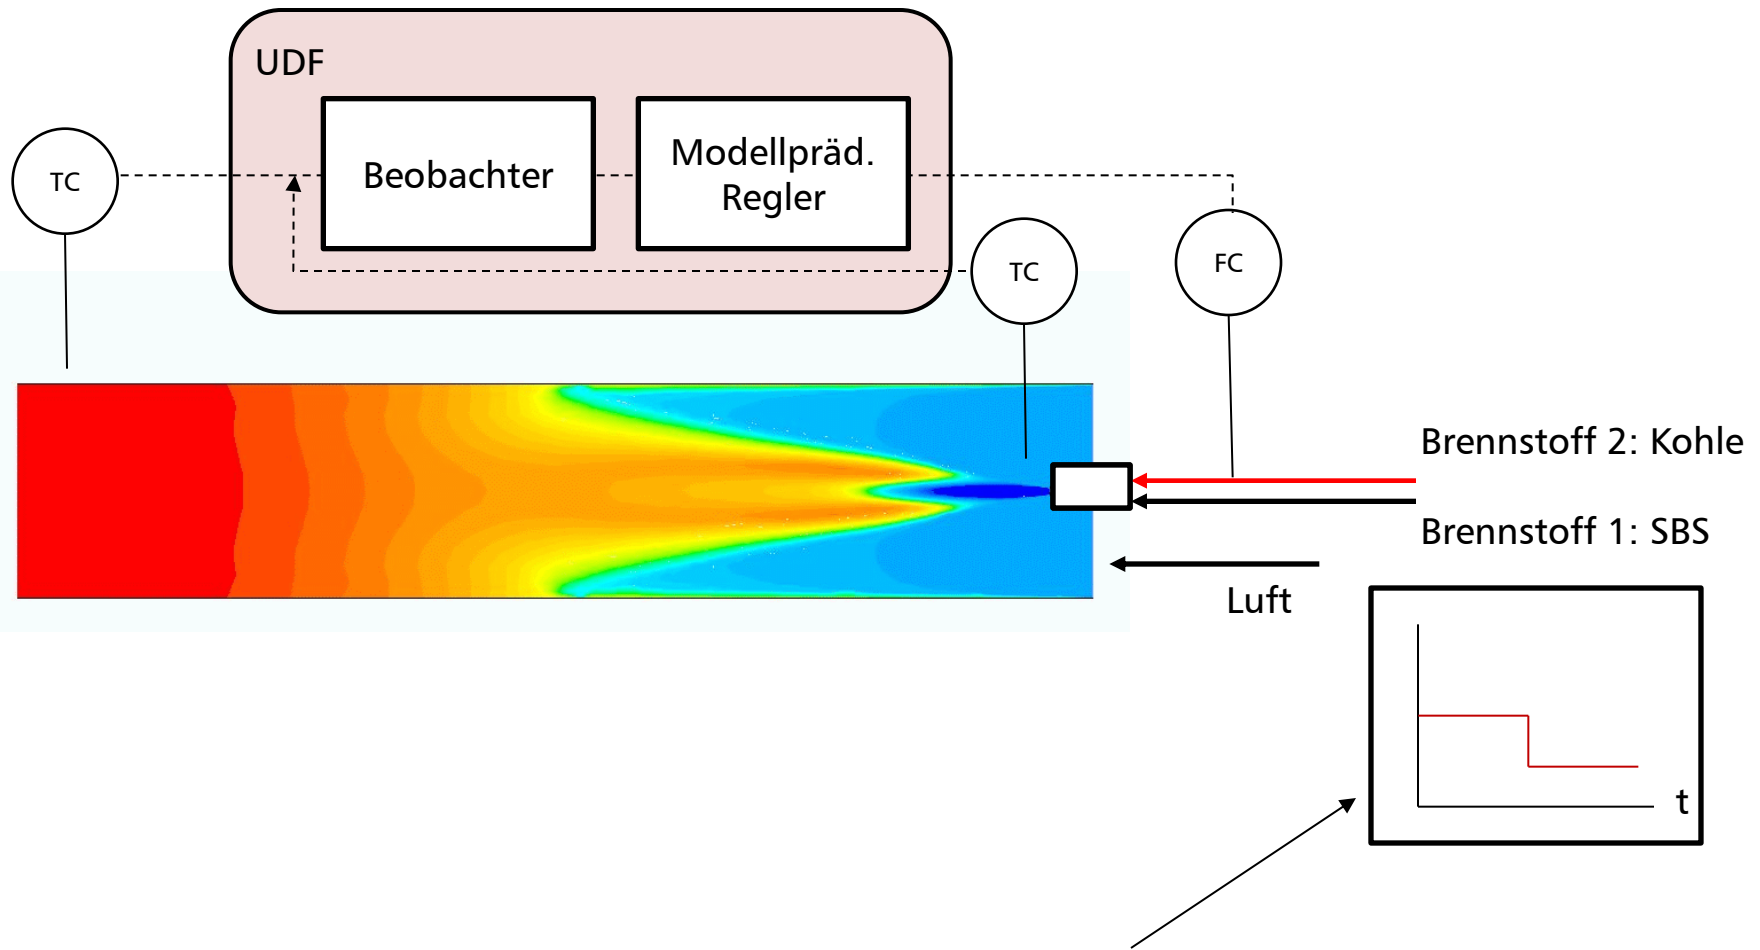 UDF
TC
Beobachter
Modellpräd.
Regler
TC
FC
Brennstoff 2: Kohle
Brennstoff 1: SBS
Luft
t